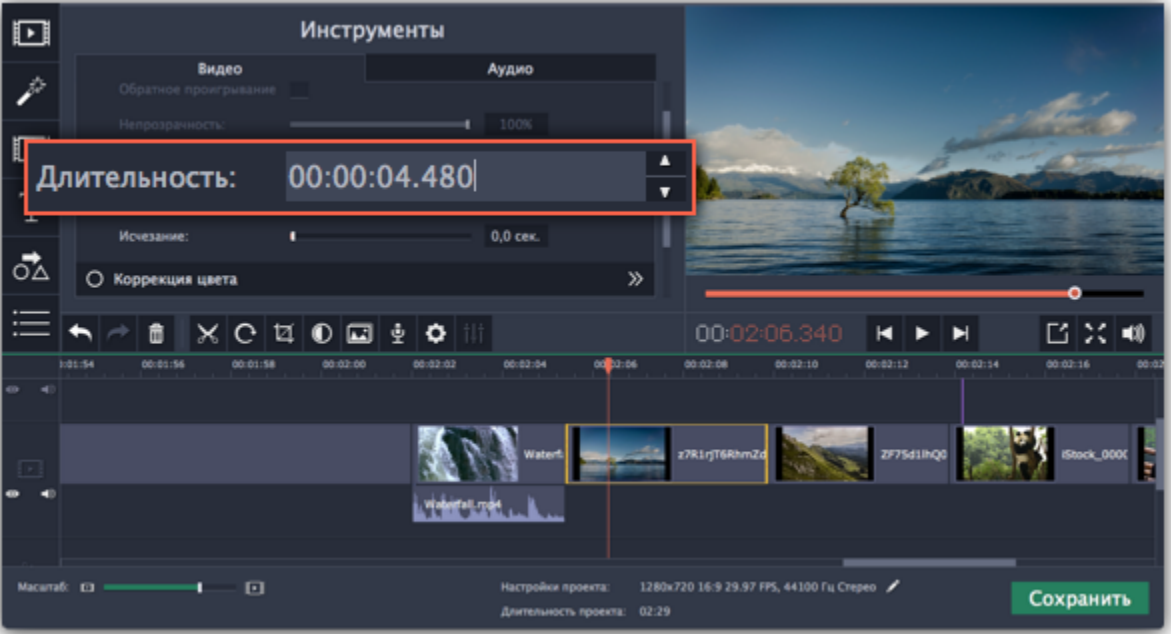 Инструменты
Видео Аудио
Обратное проигрывание
Непрозрачность: 100%
Длительность: 00:00:04.480
Исчезание: 0,0 сек.
Коррекция цвета
00:02:06.340
00:01:56 00:01:58 00:02:00 00:02:02 00:02:04 00:02:06 00:02:08 00:02:10 00:02:12 00:02:14 00:02:16
Waterf z7R1rjT6RhmZd ZF75d1lhQ0 iStock_000
Waterfall.mp4
Масштаб: Настройки проекта: 1280x720 16:9 29.97 FPS, 44100 Гц Стерео
Длительность проекта: 02:29
Сохранить